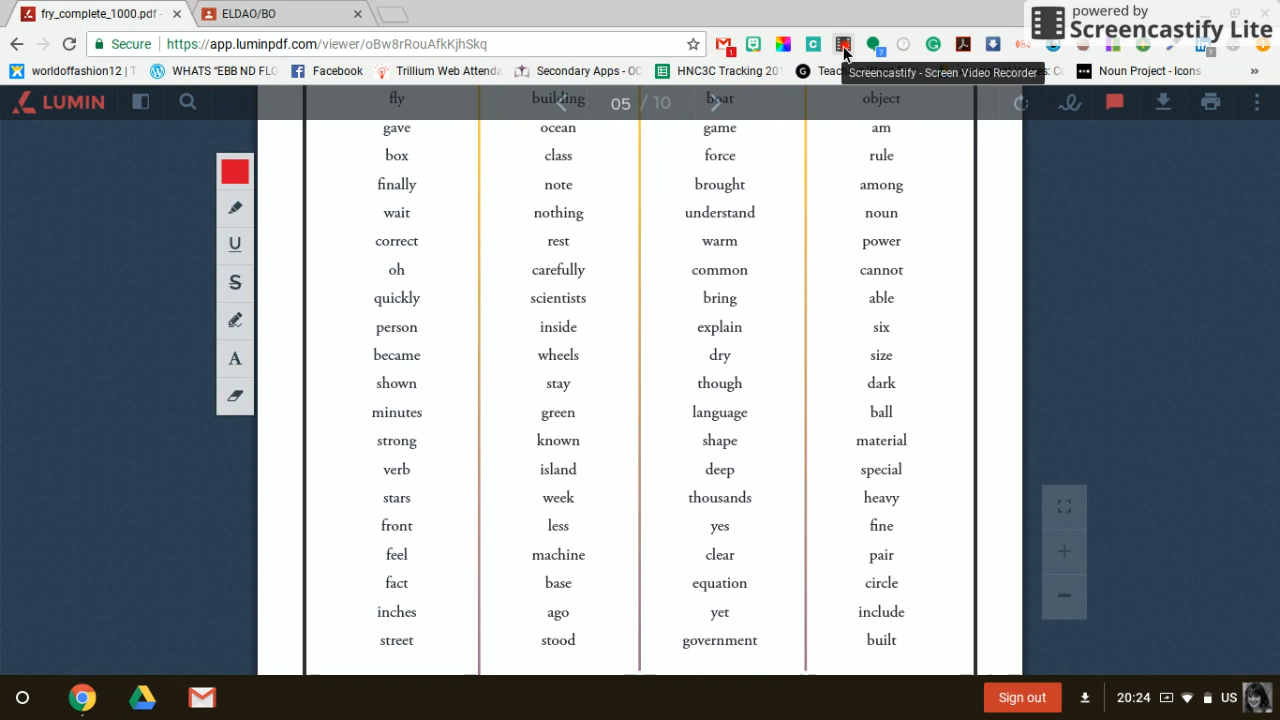 fry_complete_1000.pdf -
ELDAO/BO
powered by
Screencastify Lite
Secure
https://app.luminpdf.com/viewer/oBw8rRouAfkKjhSkq
Screencastify - Screen Video Recorder
worldoffashion12 | T
WHATS "EBB ND FLO
Facebook
Trillium Web Attenda
Secondary Apps - OC
HNC3C Tracking 201
Noun Project - Icons
»
LUMIN
05 / 10
fly building boat object
gave ocean game am
box class force rule
finally note brought among
wait nothing understand noun
correct rest warm power
oh carefully common cannot
quickly scientists bring able
person inside explain six
became wheels dry size
shown stay though dark
minutes green language ball
strong known shape material
verb island deep special
stars week thousands heavy
front less yes fine
feel machine clear pair
fact base equation circle
inches ago yet include
street stood government built
Sign out
20:24
US